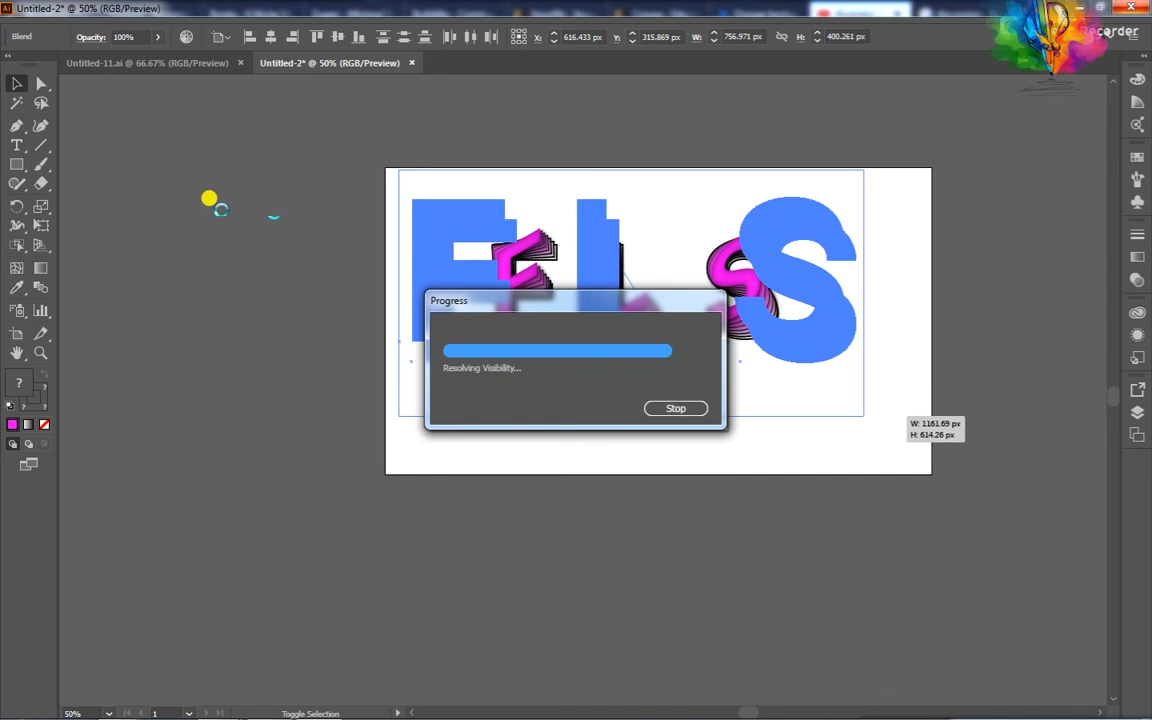 Ai Untitled-2* @ 50% (RGB/Preview)
Blend
Opacity: 100%
X: 616.433 px
Y: 315.869 px
W: 756.971 px
H: 400.261 px
Recorder
Untitled-11.ai @ 66.67% (RGB/Preview) ×
Untitled-2* @ 50% (RGB/Preview) ×
Progress
Resolving Visibility...
Stop
W: 1161.69 px
H: 614.26 px
50%
1
Toggle Selection